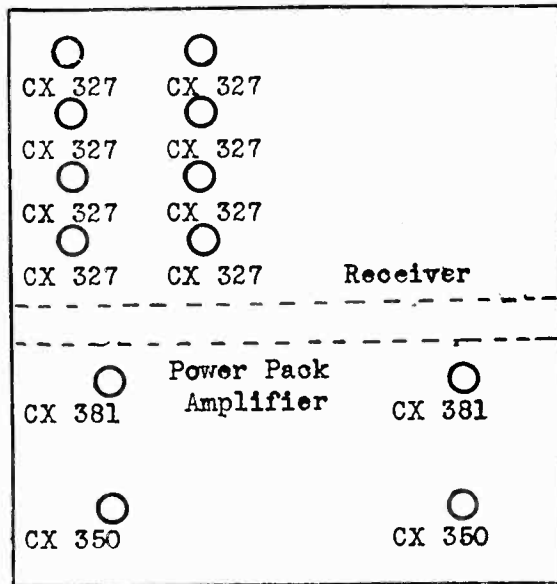 CX 327 CX 327
CX 327 CX 327
CX 327 CX 327
CX 327 CX 327 Receiver
Power Pack
Amplifier
CX 381 CX 381
CX 350 CX 350